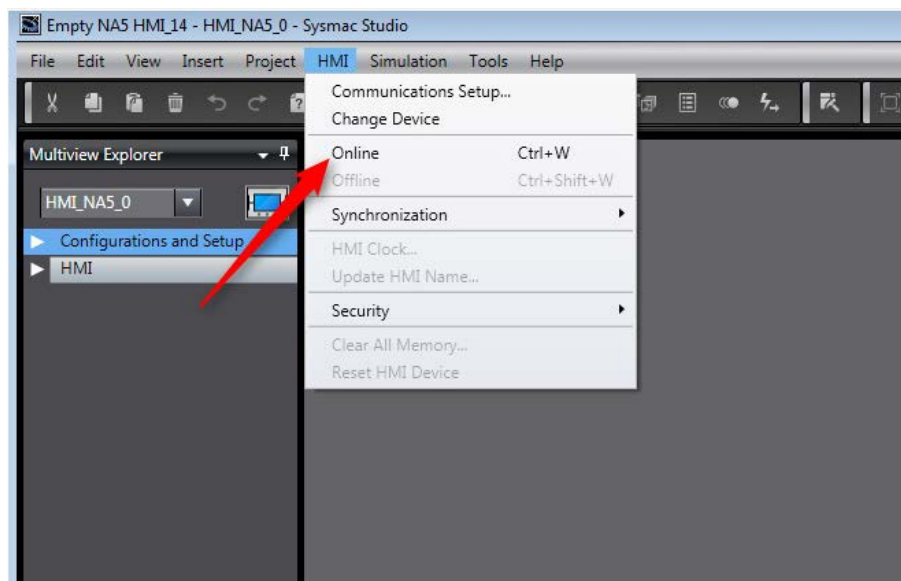 Empty NA5 HMI_14 - HMI_NA5_0 - Sysmac Studio
File Edit View Insert Project HMI Simulation Tools Help
Communications Setup...
Change Device
Multiview Explorer
Online Ctrl+W
Offline Ctrl+Shift+W
HMI_NA5_0
Synchronization
Configurations and Setup
HMI Clock...
HMI
Update HMI Name...
Security
Clear All Memory...
Reset HMI Device